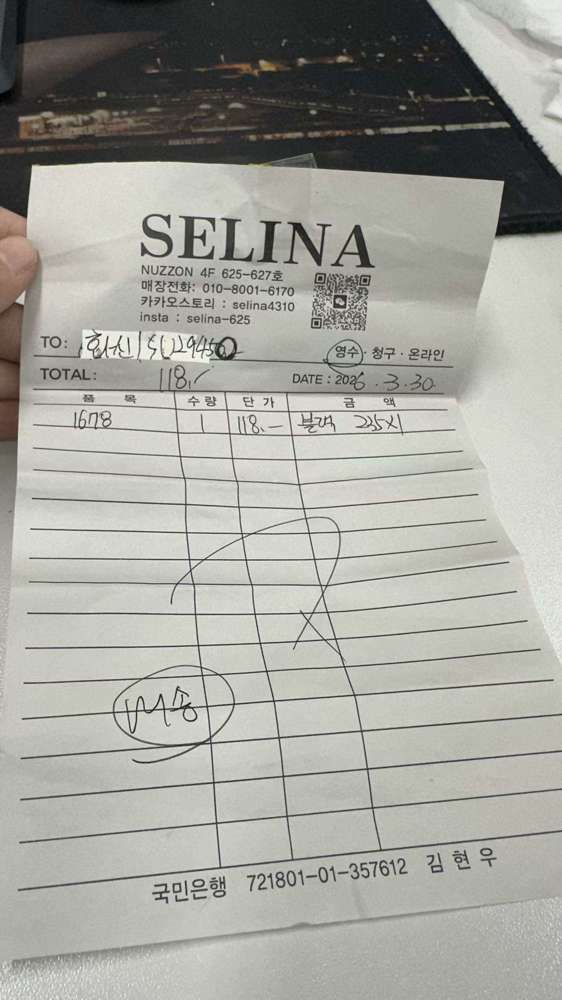 SELINA
NUZZON 4F 625-627호
매장전화: 010-8001-6170
카카오스토리 : selina4310
insta : selina-625
TO:
영수 · 청구 · 온라인
TOTAL: 118,-
DATE : 2026 . 3 . 30
품 목 수 량 단 가 금 액
1678 1 118.- 블랙 235X1
국민은행 721801-01-357612 김 현 우